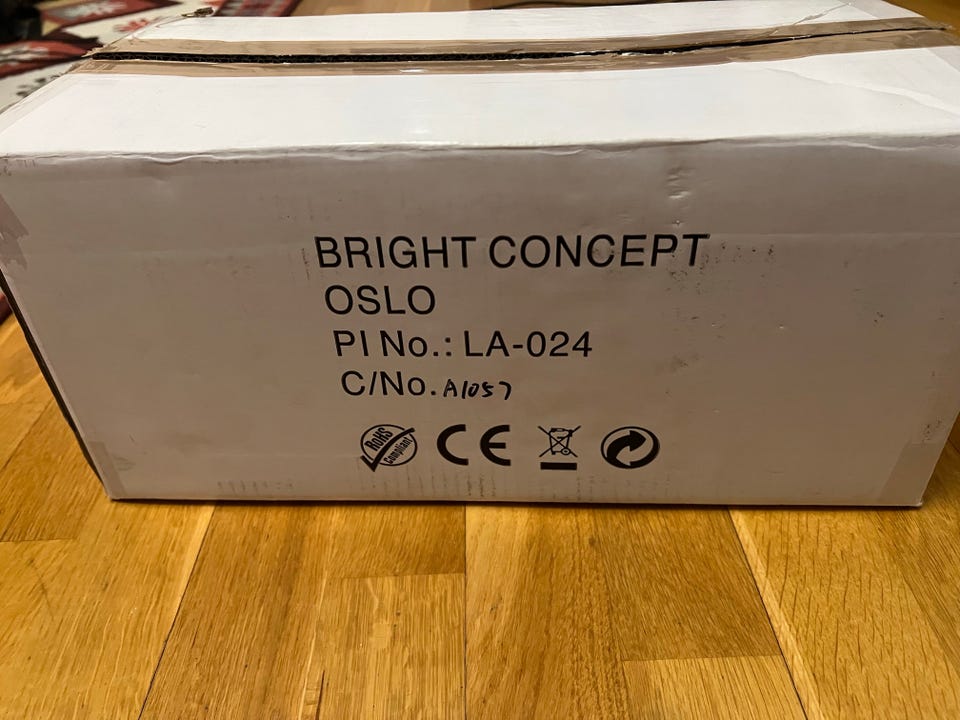 BRIGHT CONCEPT
OSLO
PI No.: LA-024
C/No. A1057
RoHS
Compliant
CE